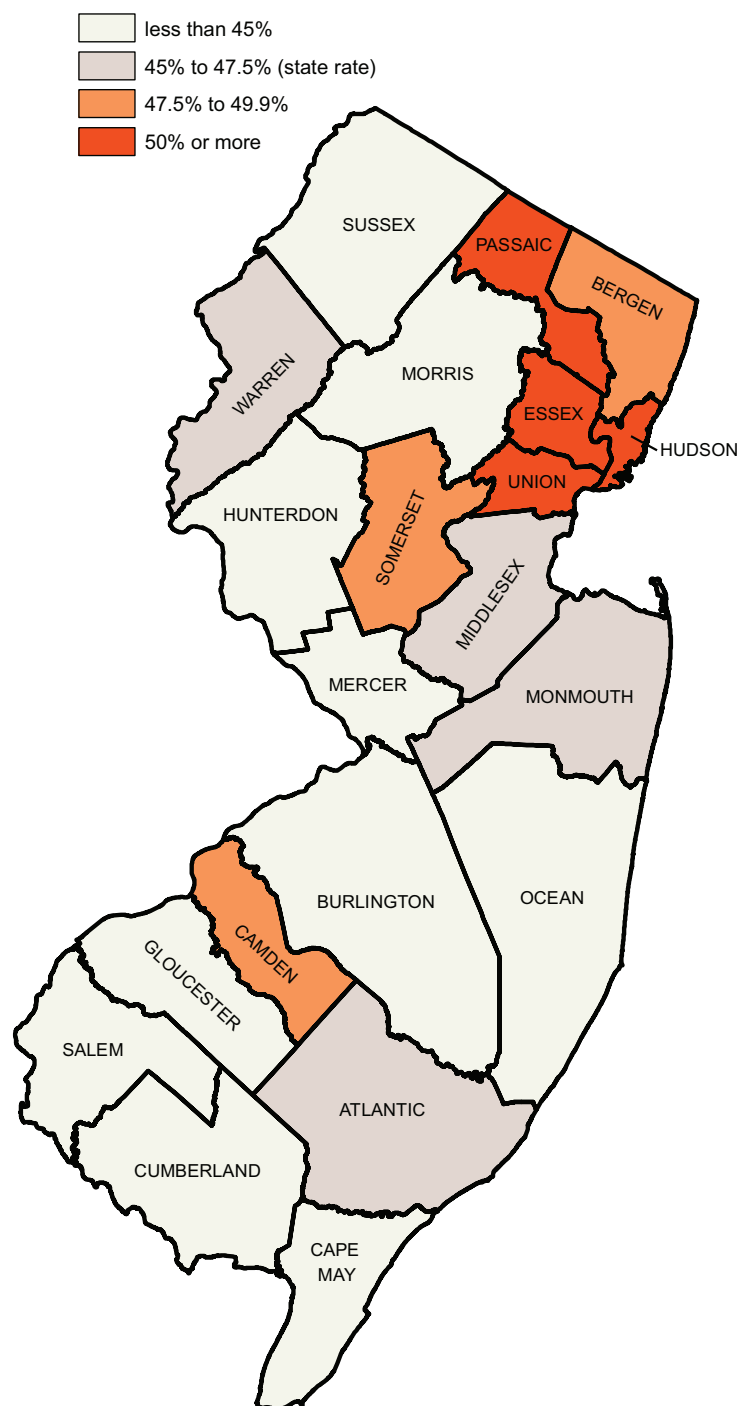 less than 45%
45% to 47.5% (state rate)
47.5% to 49.9%
50% or more
SUSSEX
PASSAIC
BERGEN
WARREN
MORRIS
ESSEX
HUDSON
UNION
HUNTERDON
SOMERSET
MIDDLESEX
MERCER
MONMOUTH
OCEAN
BURLINGTON
CAMDEN
GLOUCESTER
SALEM
ATLANTIC
CUMBERLAND
CAPE
MAY